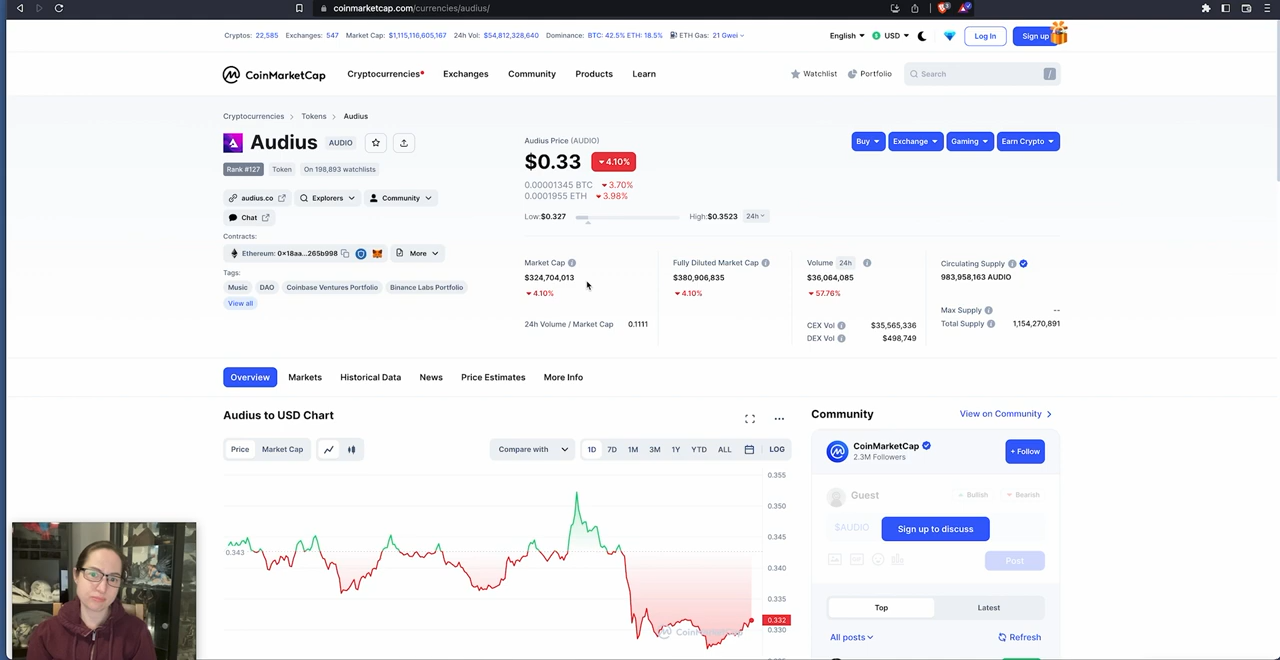 coinmarketcap.com/currencies/audius/
Cryptos: 22,585 Exchanges: 547 Market Cap: $1,115,116,605,167 24h Vol: $54,812,328,640 Dominance: BTC: 42.5% ETH: 18.5% ETH Gas: 21 Gwei
English USD Log In Sign up
CoinMarketCap Cryptocurrencies Exchanges Community Products Learn
Watchlist Portfolio Search /
Cryptocurrencies Tokens Audius
Audius AUDIO
Rank #127 Token On 198,893 watchlists
audius.co Explorers Community
Chat
Contracts:
Ethereum: 0x18aa...265b998 More
Tags:
Music DAO Coinbase Ventures Portfolio Binance Labs Portfolio
View all
Audius Price (AUDIO)
$0.33 4.10%
0.00001345 BTC 3.70%
0.0001955 ETH 3.98%
Low: $0.327 High: $0.3523 24h
Buy Exchange Gaming Earn Crypto
Market Cap
$324,704,013
4.10%
24h Volume / Market Cap 0.1111
Fully Diluted Market Cap
$380,906,835
4.10%
Volume 24h
$36,064,085
57.76%
CEX Vol $35,565,336
DEX Vol $498,749
Circulating Supply
983,958,163 AUDIO
Max Supply --
Total Supply 1,154,270,891
Overview Markets Historical Data News Price Estimates More Info
Audius to USD Chart
Price Market Cap
Compare with 1D 7D 1M 3M 1Y YTD ALL LOG
0.355
0.350
0.345
0.343
0.340
0.335
0.332
0.330
CoinMarketCap
Community View on Community
CoinMarketCap
2.3M Followers
+ Follow
Guest Bullish Bearish
$AUDIO
Sign up to discuss
GIF
Post
Top Latest
All posts Refresh